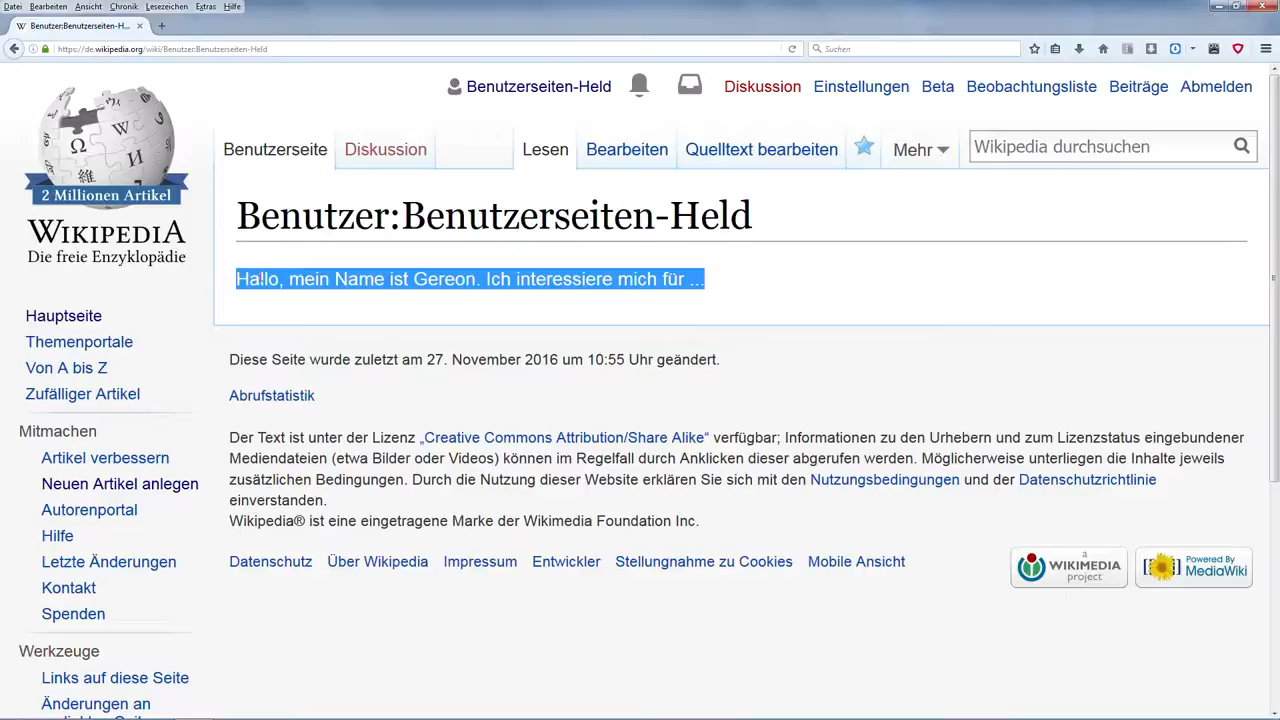 Datei Bearbeiten Ansicht Chronik Lesezeichen Extras Hilfe
W Benutzer:Benutzerseiten-H...
https://de.wikipedia.org/wiki/Benutzer:Benutzerseiten-Held
Suchen
Benutzerseiten-Held Diskussion Einstellungen Beta Beobachtungsliste Beiträge Abmelden
Benutzerseite Diskussion Lesen Bearbeiten Quelltext bearbeiten Mehr Wikipedia durchsuchen
2 Millionen Artikel
WIKIPEDIA
Die freie Enzyklopädie
Hauptseite
Themenportale
Von A bis Z
Zufälliger Artikel
Mitmachen
Artikel verbessern
Neuen Artikel anlegen
Autorenportal
Hilfe
Letzte Änderungen
Kontakt
Spenden
Werkzeuge
Links auf diese Seite
Änderungen an
Benutzer:Benutzerseiten-Held
Hallo, mein Name ist Gereon. Ich interessiere mich für ...
Diese Seite wurde zuletzt am 27. November 2016 um 10:55 Uhr geändert.
Abrufstatistik
Der Text ist unter der Lizenz „Creative Commons Attribution/Share Alike“ verfügbar; Informationen zu den Urhebern und zum Lizenzstatus eingebundener
Mediendateien (etwa Bilder oder Videos) können im Regelfall durch Anklicken dieser abgerufen werden. Möglicherweise unterliegen die Inhalte jeweils
zusätzlichen Bedingungen. Durch die Nutzung dieser Website erklären Sie sich mit den Nutzungsbedingungen und der Datenschutzrichtlinie
einverstanden.
Wikipedia® ist eine eingetragene Marke der Wikimedia Foundation Inc.
Datenschutz Über Wikipedia Impressum Entwickler Stellungnahme zu Cookies Mobile Ansicht
a
WIKIMEDIA
project
Powered By
MediaWiki